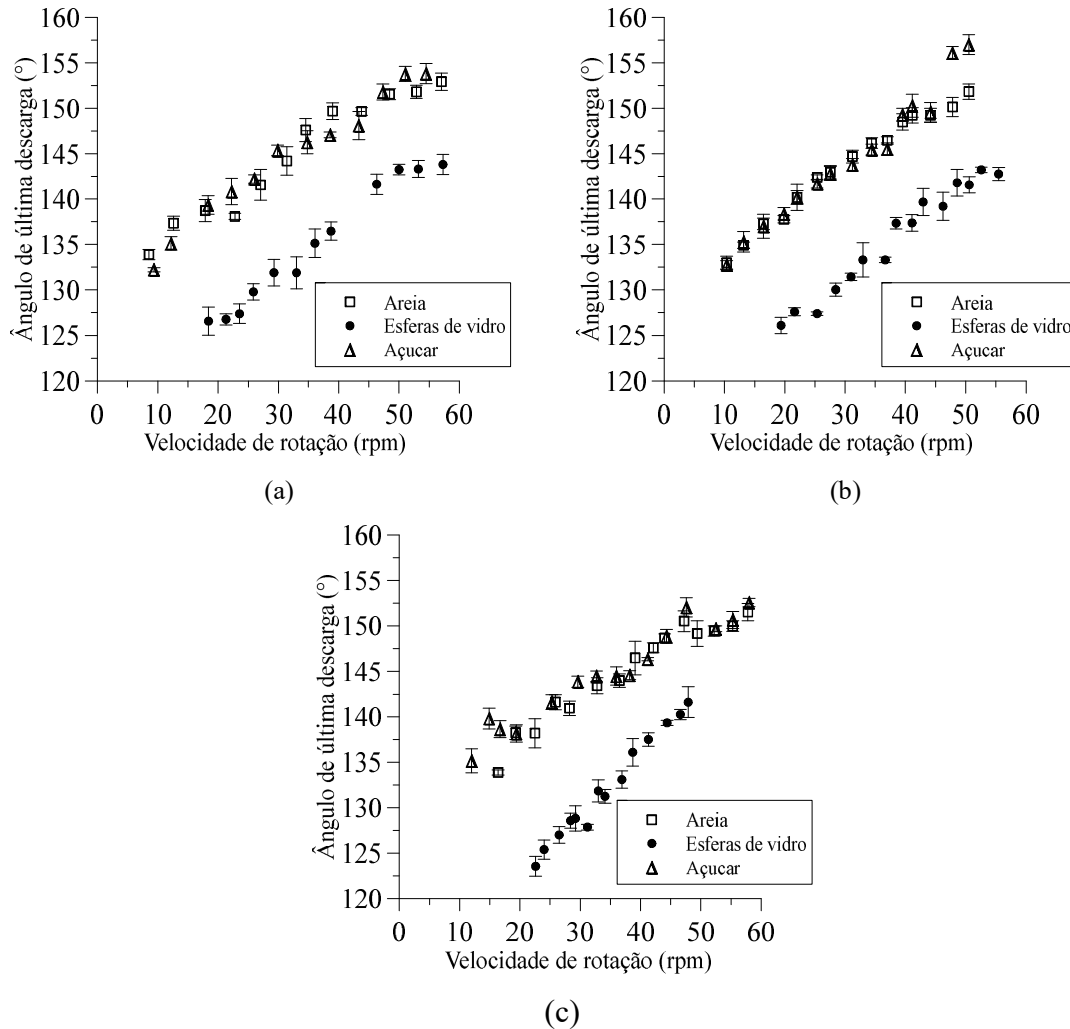 160
155
150
145
140
135
130
125
120
Ângulo de última descarga (°)
Areia
Esferas de vidro
Açucar
0 10 20 30 40 50 60
Velocidade de rotação (rpm)
(a)
160
155
150
145
140
135
130
125
120
Ângulo de última descarga (°)
Areia
Esferas de vidro
Açucar
0 10 20 30 40 50 60
Velocidade de rotação (rpm)
(b)
160
155
150
145
140
135
130
125
120
Ângulo de última descarga (°)
Areia
Esferas de vidro
Açucar
0 10 20 30 40 50 60
Velocidade de rotação (rpm)
(c)